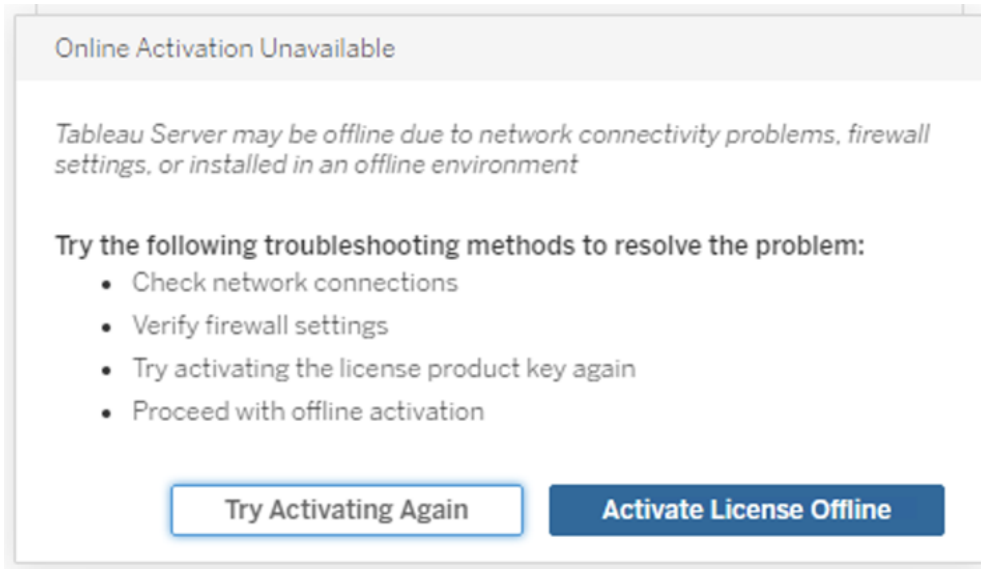 Online Activation Unavailable
Tableau Server may be offline due to network connectivity problems, firewall
settings, or installed in an offline environment
Try the following troubleshooting methods to resolve the problem:
• Check network connections
• Verify firewall settings
• Try activating the license product key again
• Proceed with offline activation
Try Activating Again
Activate License Offline